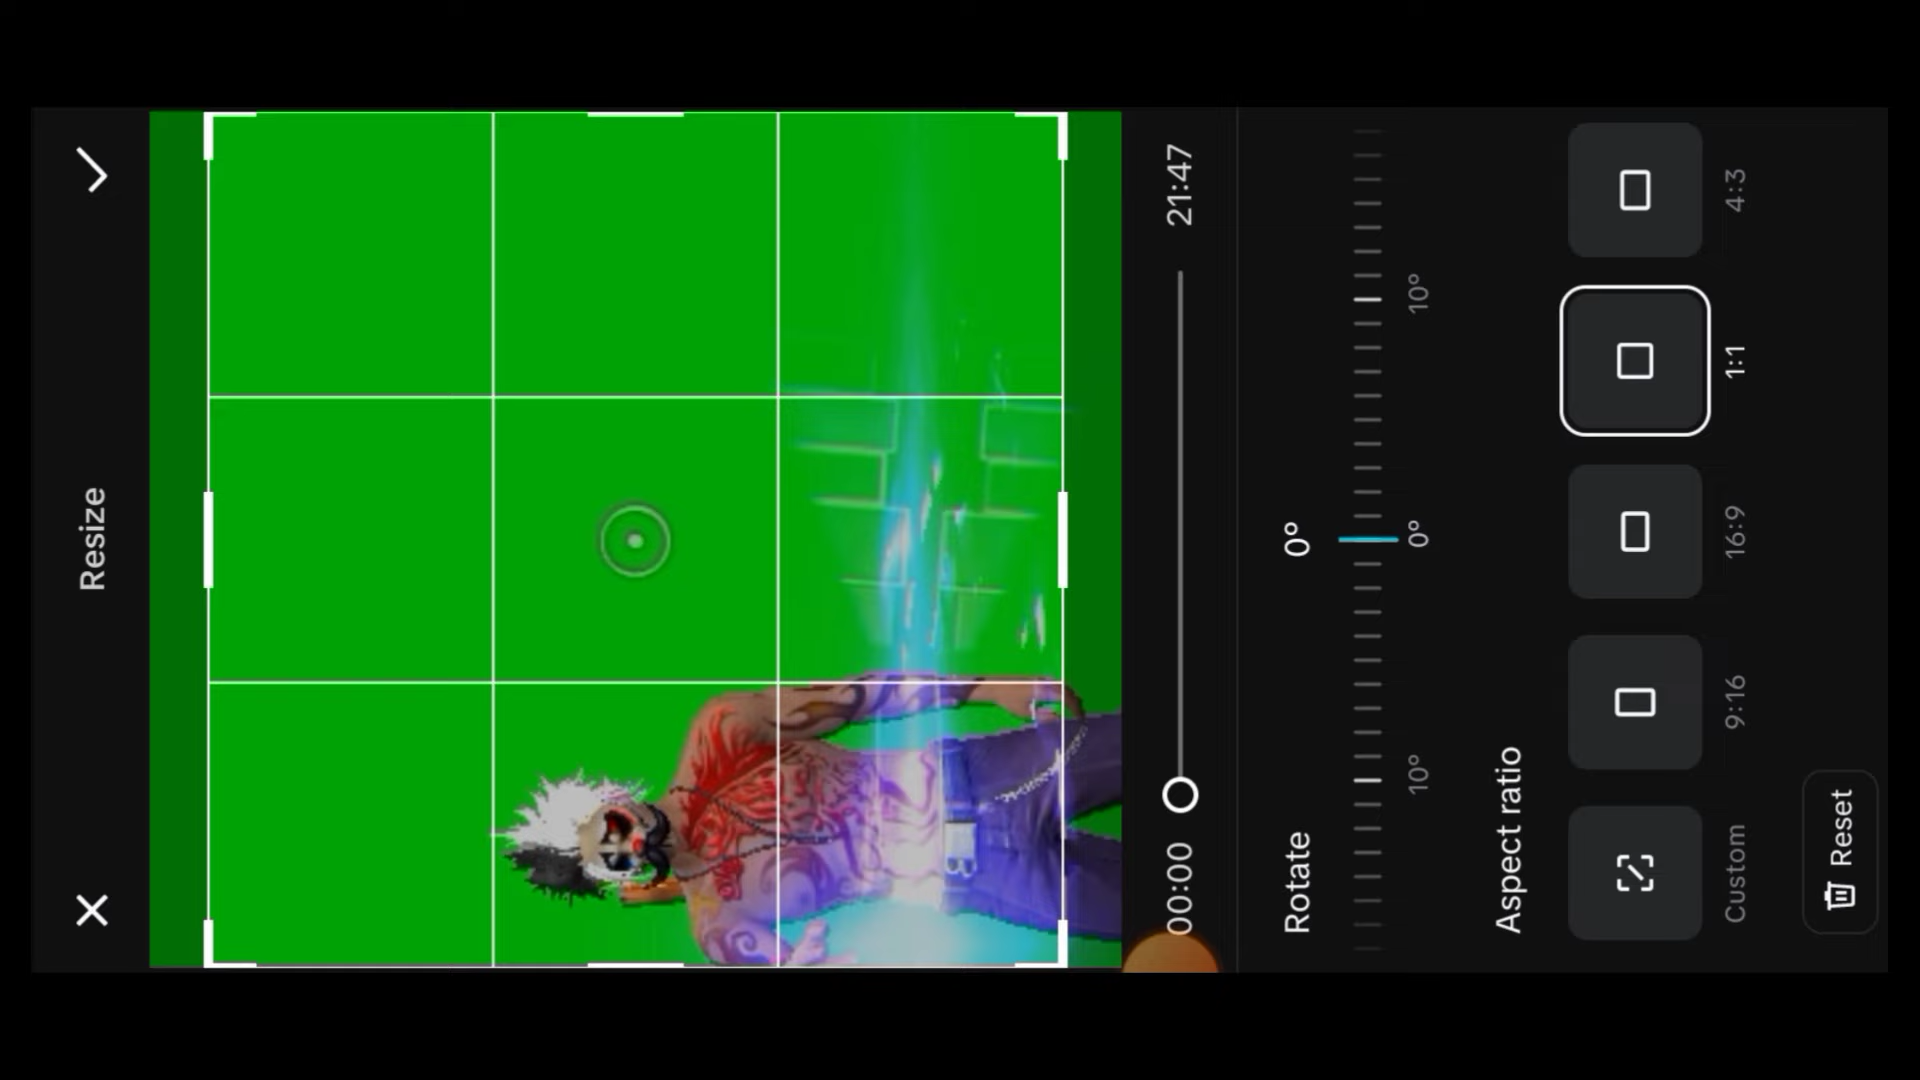 Resize
00:00
21:47
Rotate
0°
10°
0°
10°
Aspect ratio
Custom
9:16
16:9
1:1
4:3
Reset